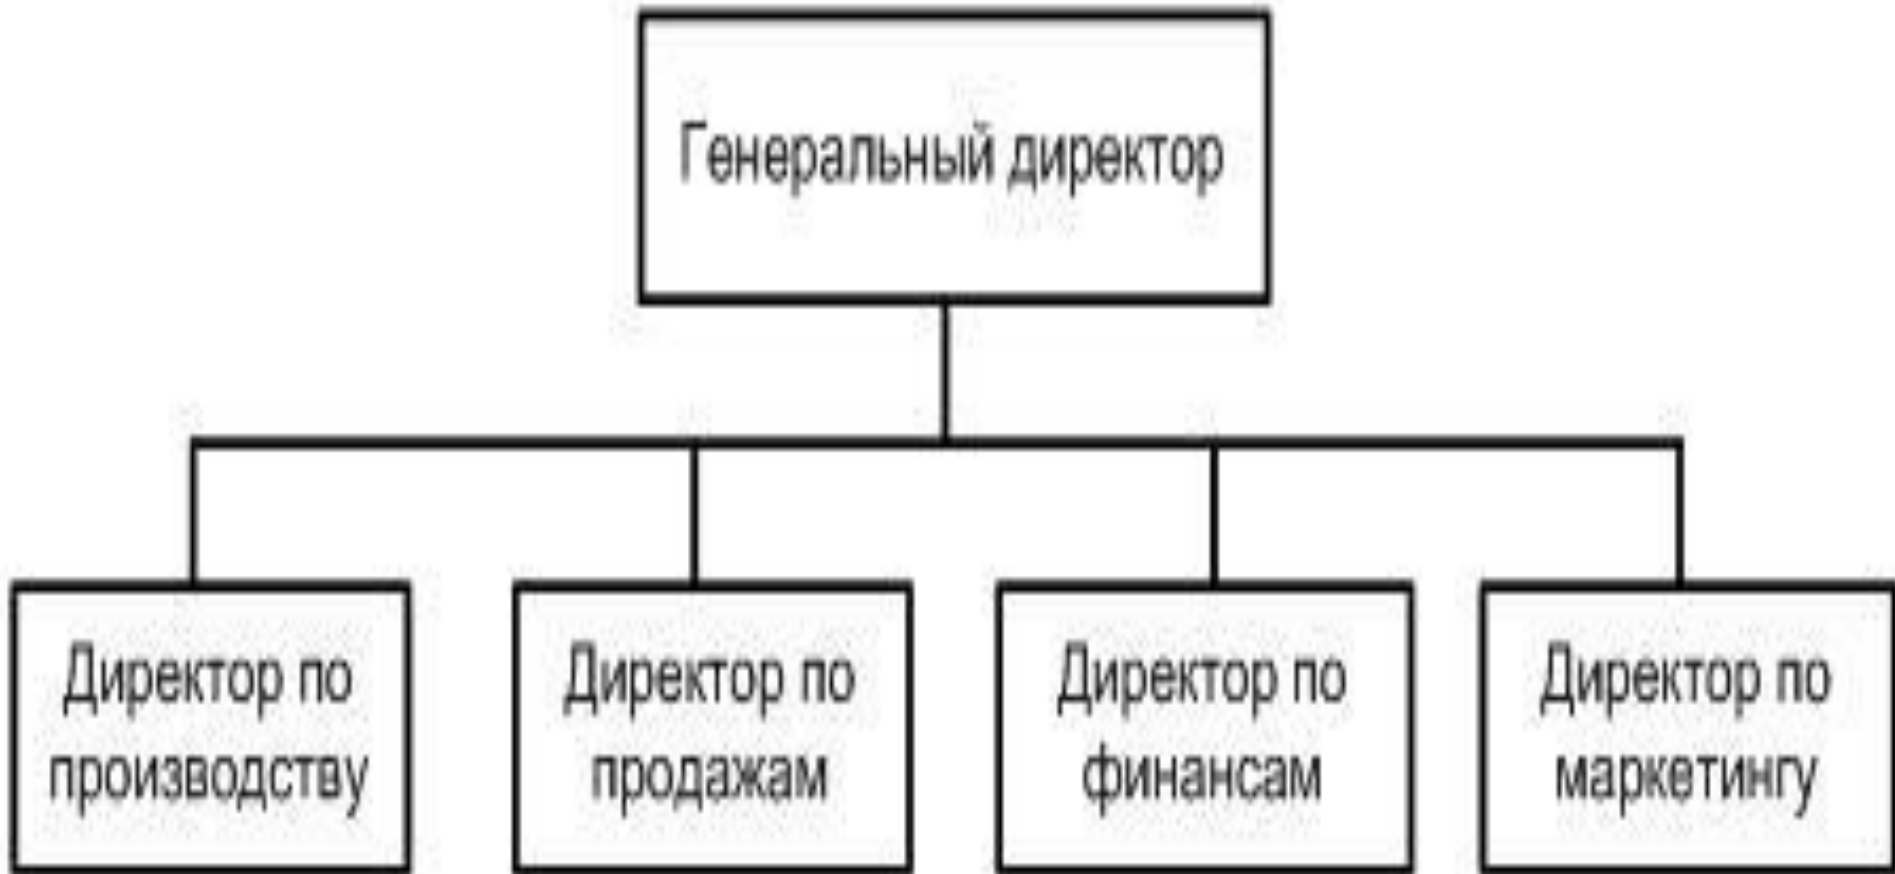 Генеральный директор
Директор по
производству
Директор по
продажам
Директор по
финансам
Директор по
маркетингу